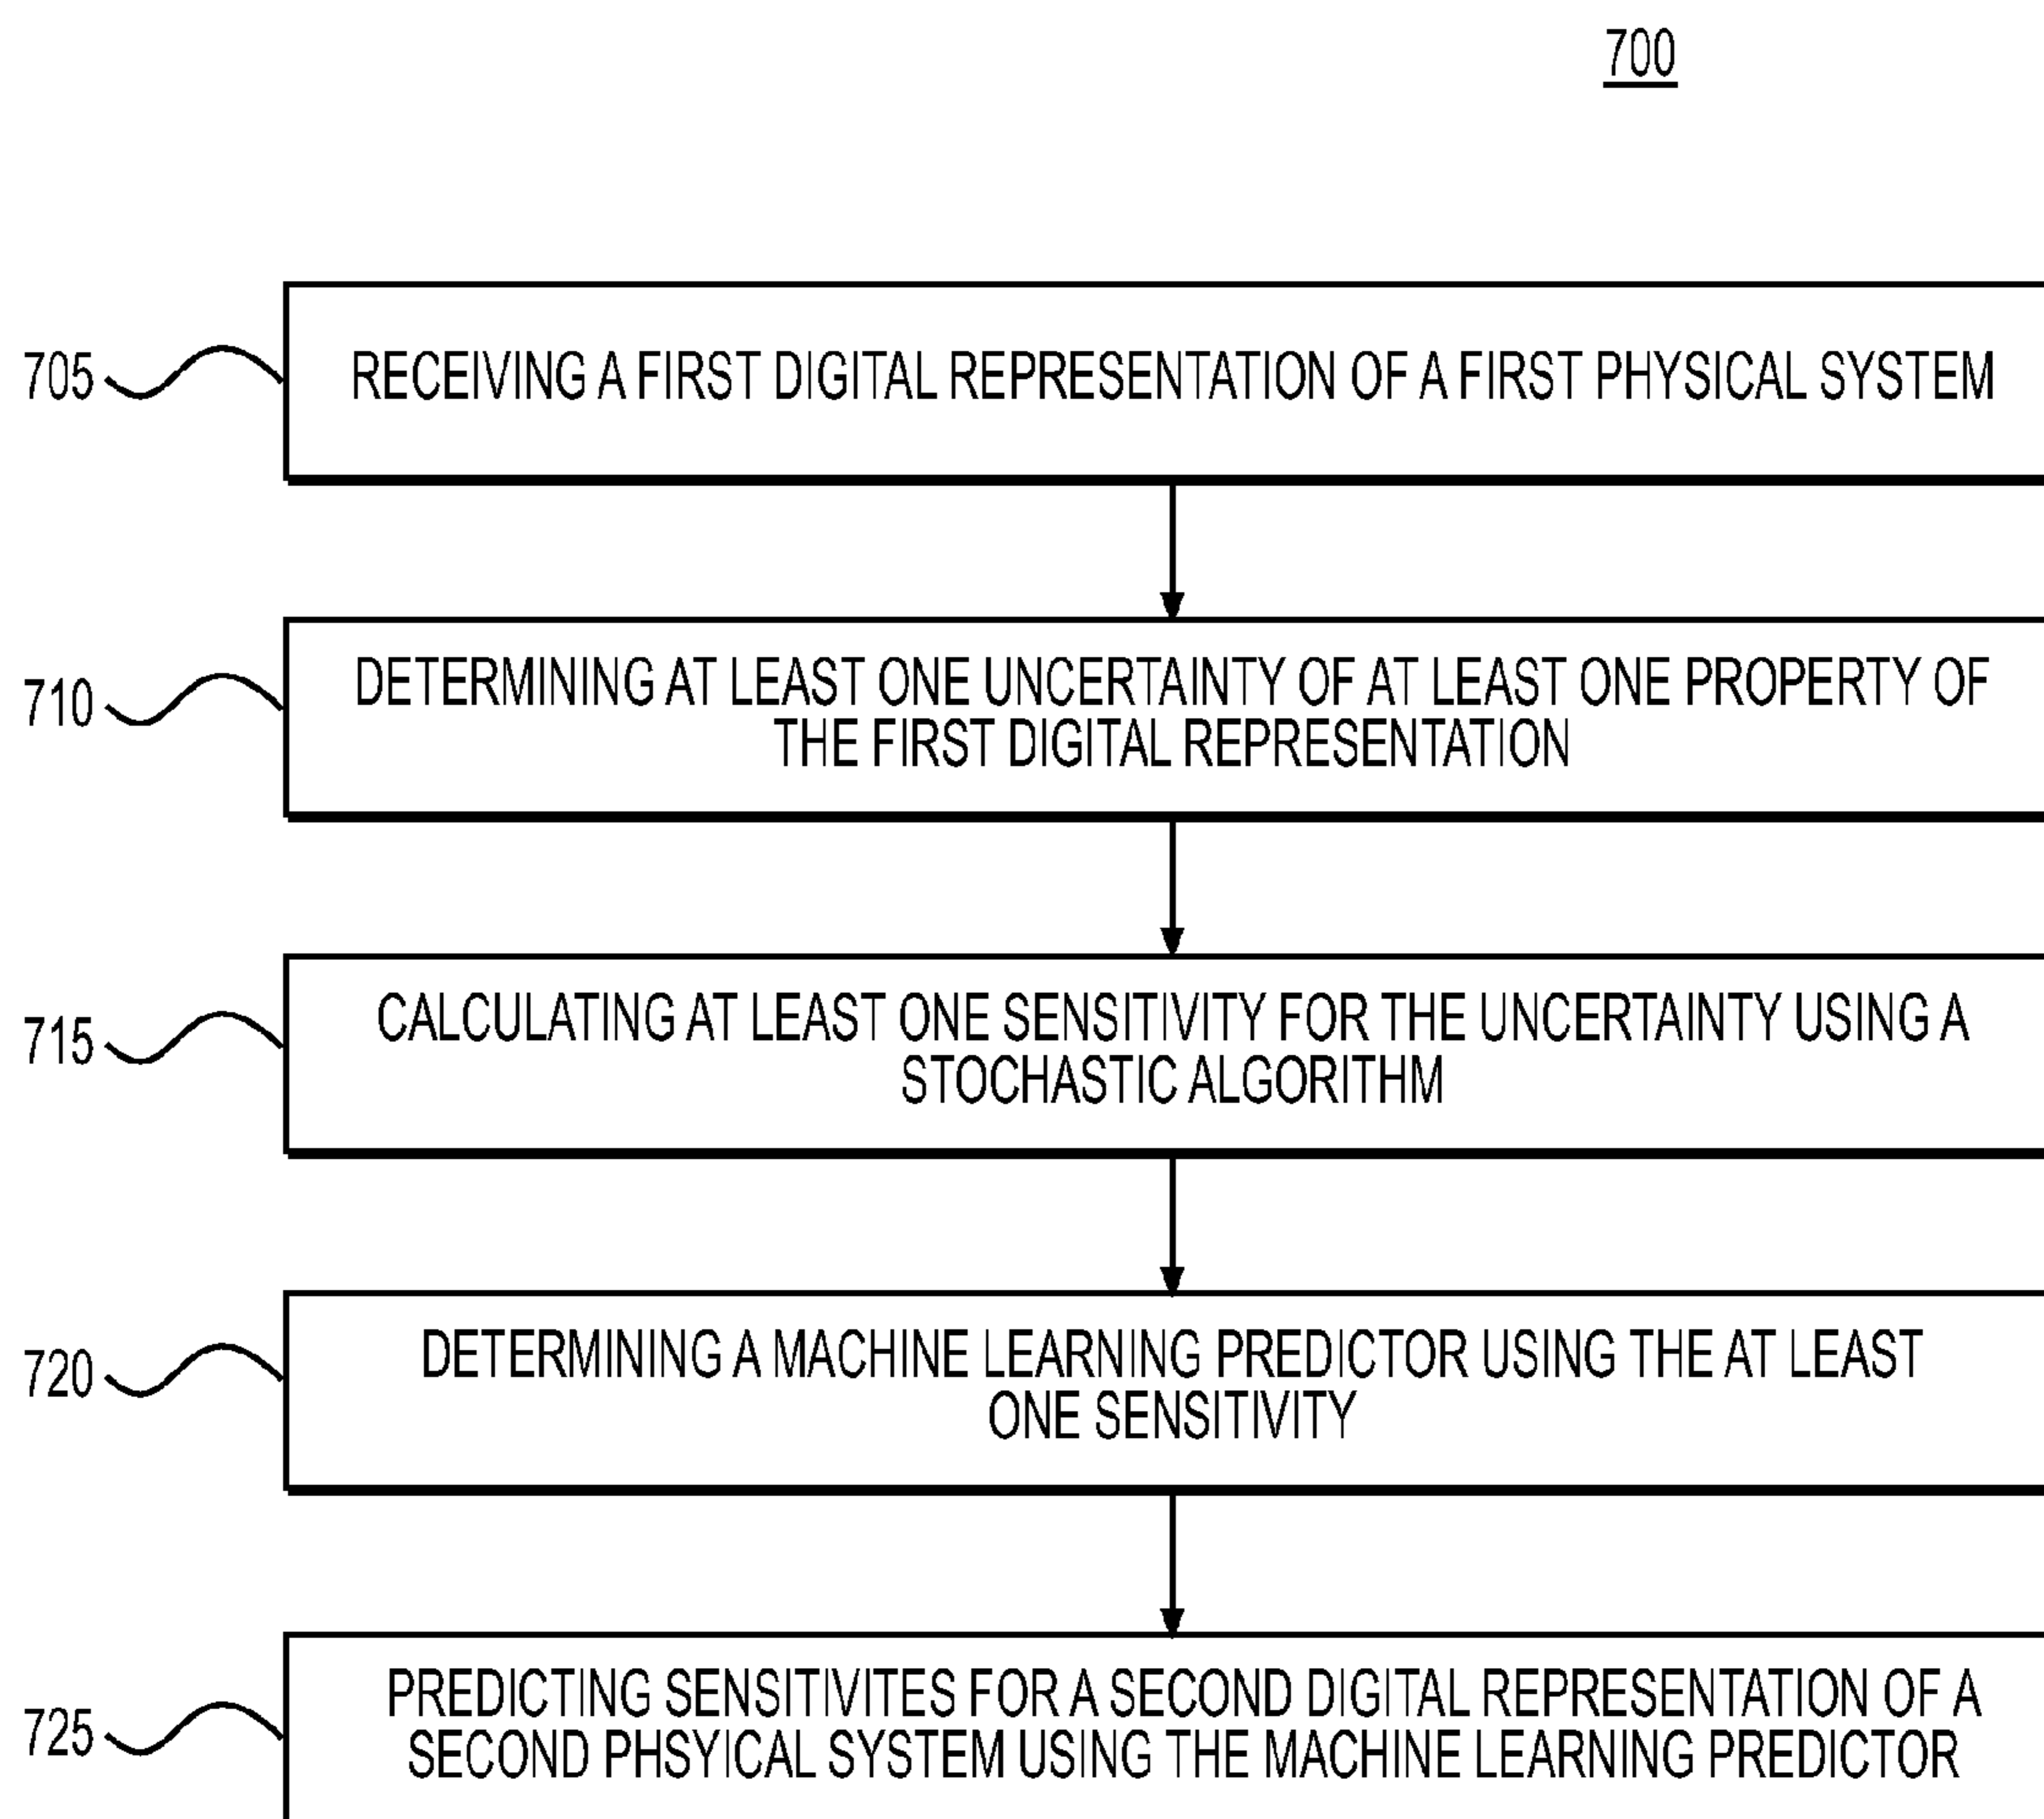 700
705
RECEIVING A FIRST DIGITAL REPRESENTATION OF A FIRST PHYSICAL SYSTEM
710
DETERMINING AT LEAST ONE UNCERTAINTY OF AT LEAST ONE PROPERTY OF
THE FIRST DIGITAL REPRESENTATION
715
CALCULATING AT LEAST ONE SENSITIVITY FOR THE UNCERTAINTY USING A
STOCHASTIC ALGORITHM
720
DETERMINING A MACHINE LEARNING PREDICTOR USING THE AT LEAST
ONE SENSITIVITY
725
PREDICTING SENSITIVITES FOR A SECOND DIGITAL REPRESENTATION OF A
SECOND PHSYICAL SYSTEM USING THE MACHINE LEARNING PREDICTOR